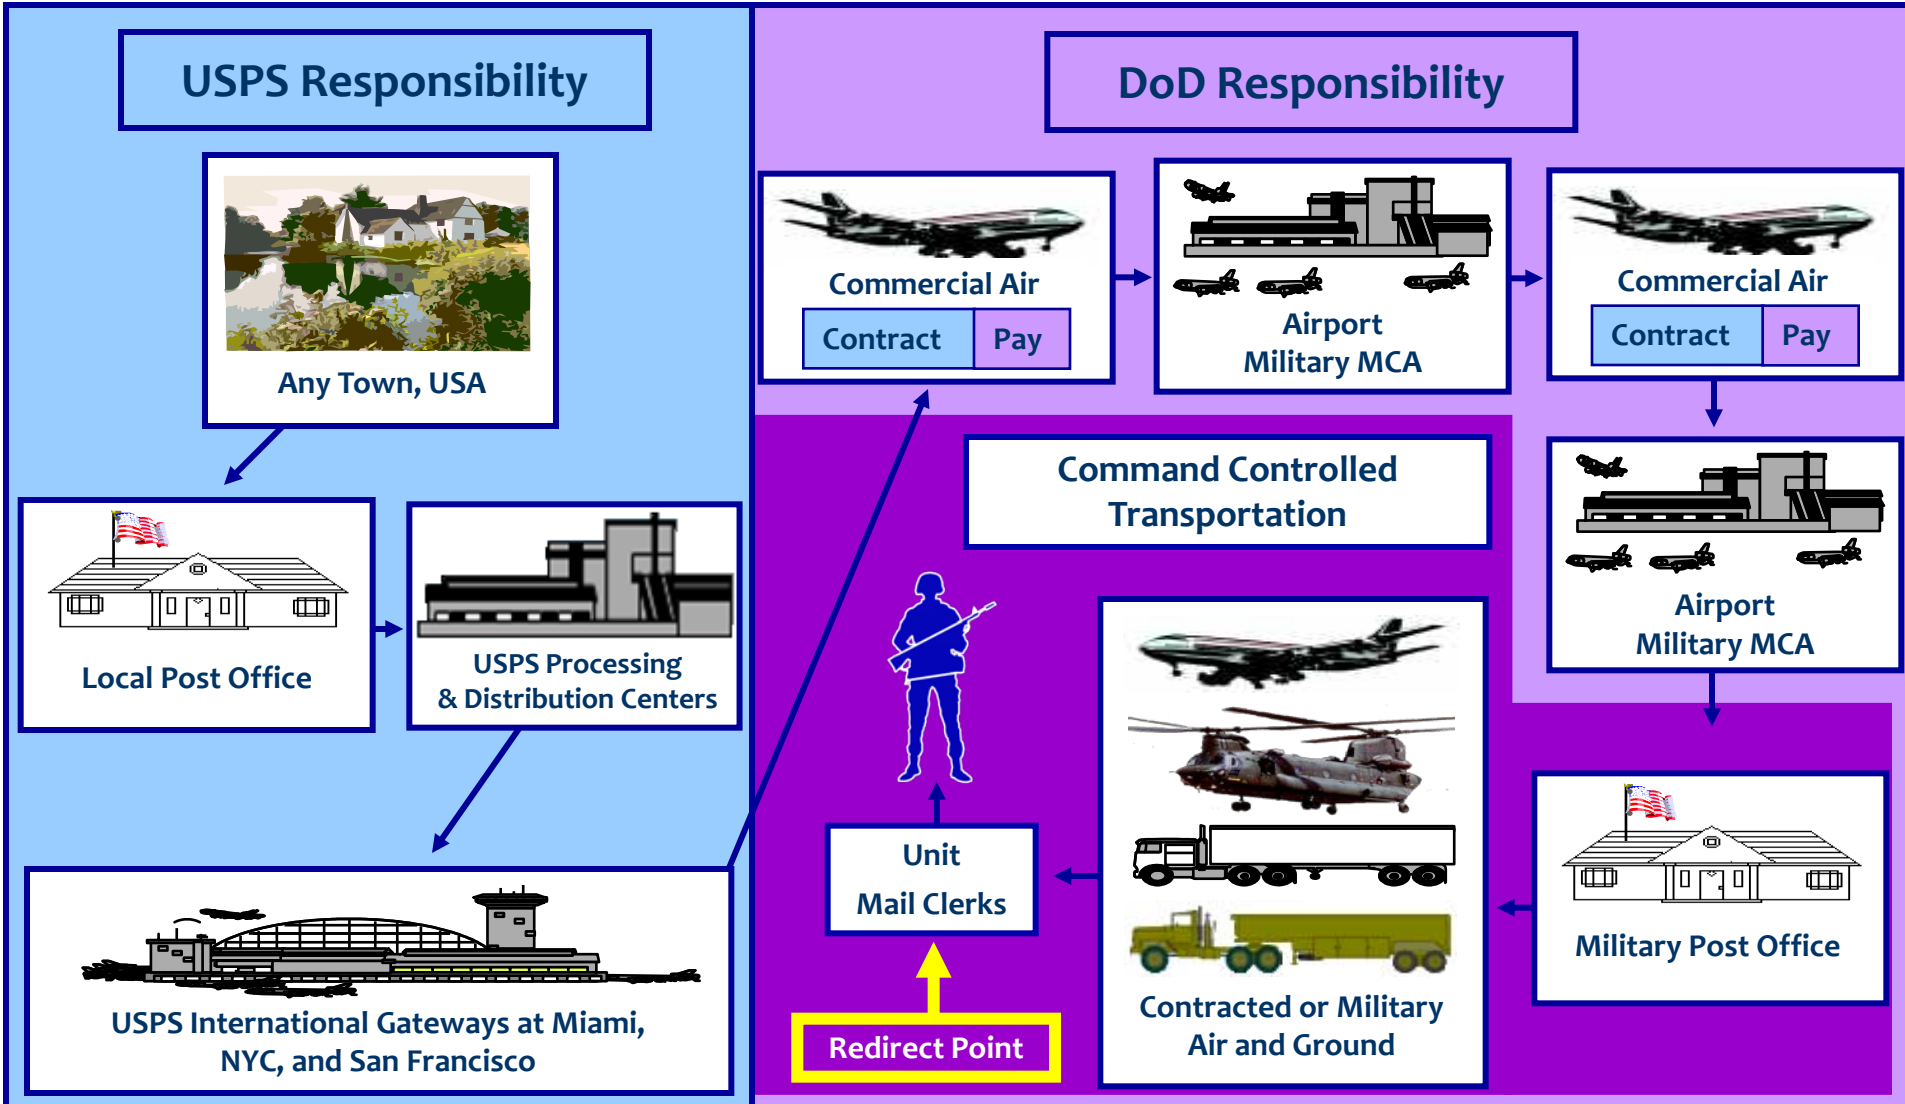 USPS Responsibility
Any Town, USA
Local Post Office
USPS Processing
& Distribution Centers
USPS International Gateways at Miami,
NYC, and San Francisco
DoD Responsibility
Commercial Air
Contract Pay
Airport
Military MCA
Commercial Air
Contract Pay
Airport
Military MCA
Military Post Office
Command Controlled
Transportation
Contracted or Military
Air and Ground
Unit
Mail Clerks
Redirect Point